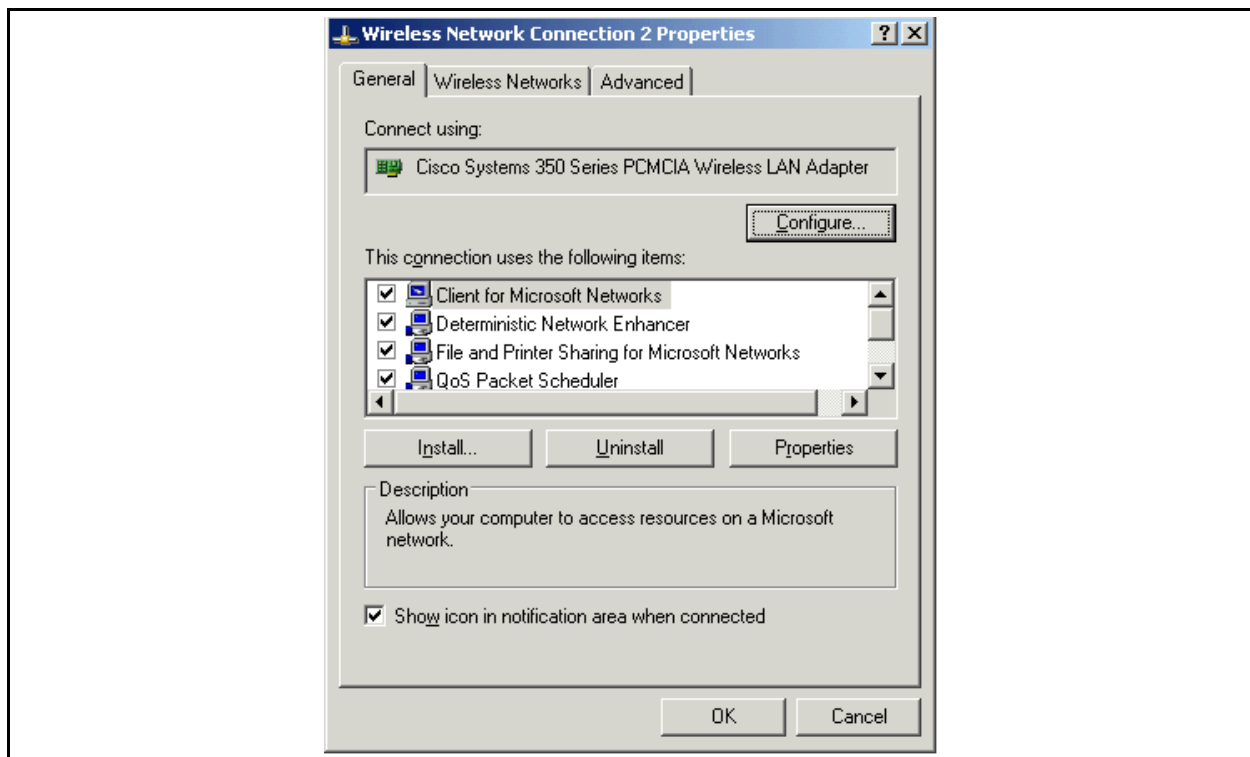 Wireless Network Connection 2 Properties
General
Wireless Networks
Advanced
Connect using:
Cisco Systems 350 Series PCMCIA Wireless LAN Adapter
Configure...
This connection uses the following items:
Client for Microsoft Networks
Deterministic Network Enhancer
File and Printer Sharing for Microsoft Networks
QoS Packet Scheduler
Install...
Uninstall
Properties
Description
Allows your computer to access resources on a Microsoft
network.
Show icon in notification area when connected
OK
Cancel